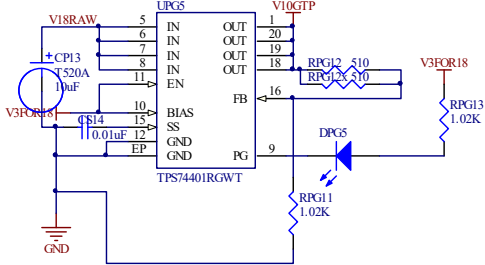 UPG5
V10GTP
V18RAW
5 IN OUT 1
6 IN OUT 20
7 IN OUT 19
8 IN OUT 18
RPG12 510
V3FOR18
CP13
T520A
10uF
11 EN
RPG12x 510
FB 16
V3FOR18
10 BIAS
RPG13
1.02K
CS14
15 SS
0.01uF
12 GND
DPG5
EP GND
PG 9
TPS74401RGWT
RPG11
1.02K
GND